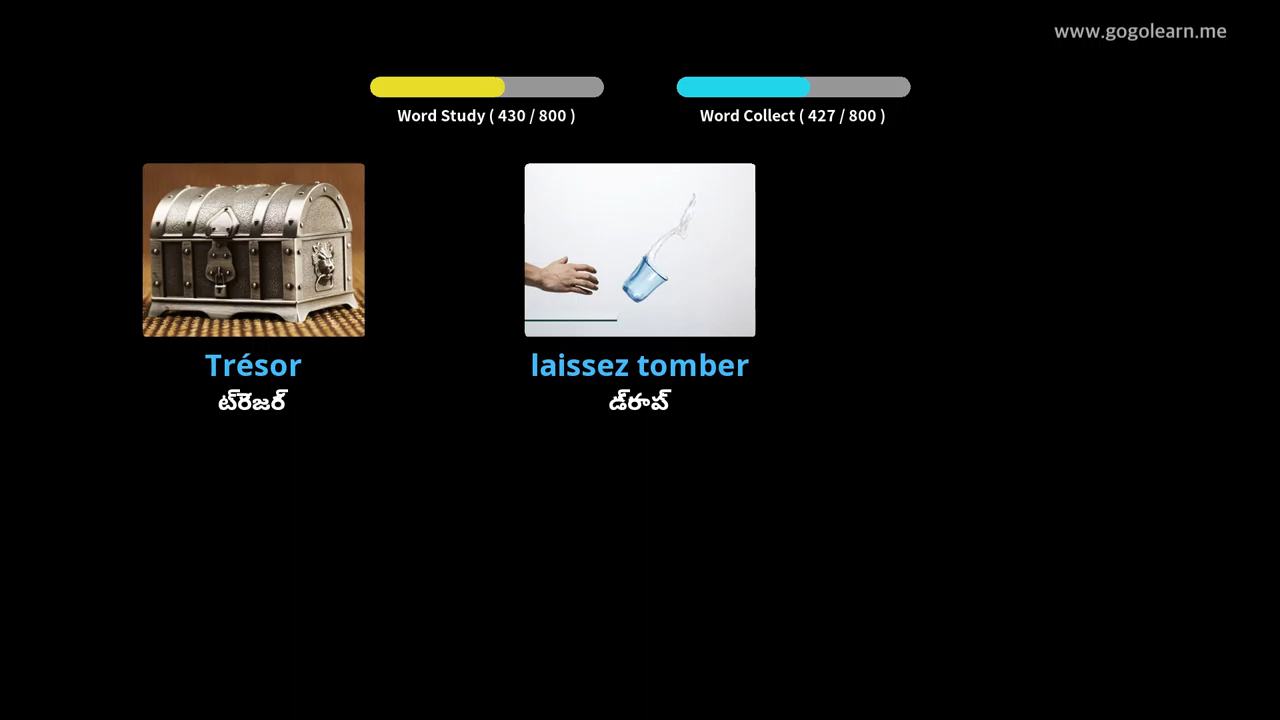 www.gogolearn.me
Word Study ( 430 / 800 )
Word Collect ( 427 / 800 )
Trésor
ట్రెజర్
laissez tomber
డ్రాప్